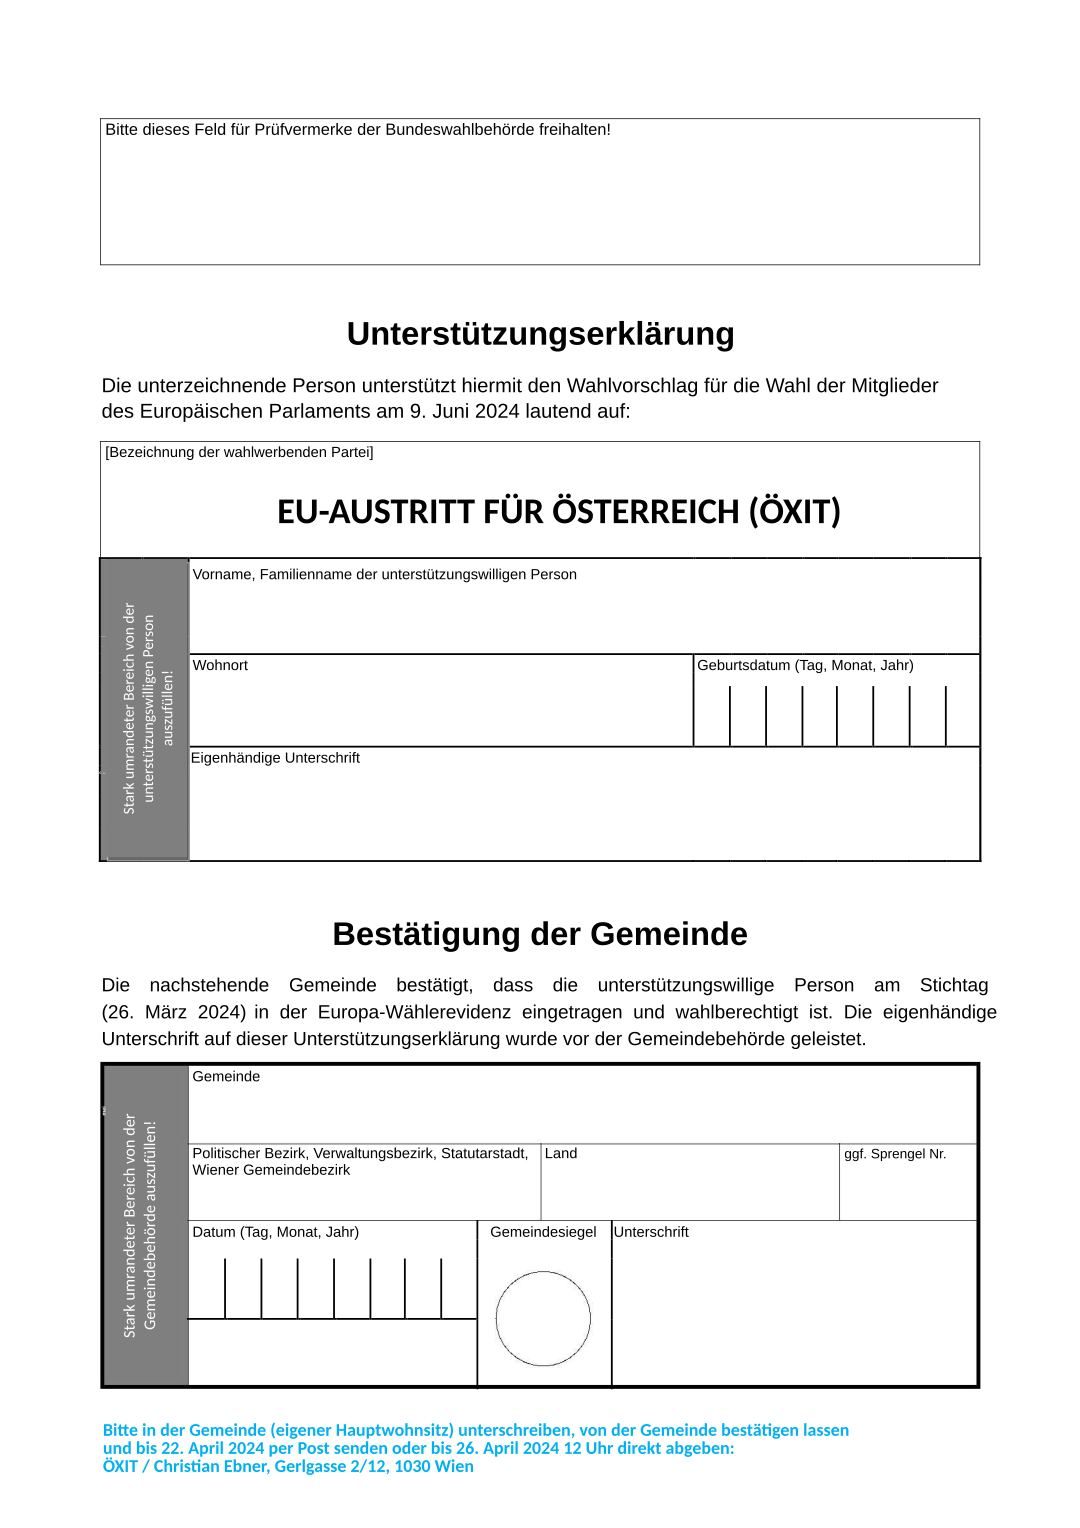 Bitte dieses Feld für Prüfvermerke der Bundeswahlbehörde freihalten!
Unterstützungserklärung
Die unterzeichnende Person unterstützt hiermit den Wahlvorschlag für die Wahl der Mitglieder
des Europäischen Parlaments am 9. Juni 2024 lautend auf:
[Bezeichnung der wahlwerbenden Partei]
EU-AUSTRITT FÜR ÖSTERREICH (ÖXIT)
Stark umrandeter Bereich von der
unterstützungswilligen Person
auszufüllen!
Vorname, Familienname der unterstützungswilligen Person
Wohnort
Geburtsdatum (Tag, Monat, Jahr)
Eigenhändige Unterschrift
Bestätigung der Gemeinde
Die nachstehende Gemeinde bestätigt, dass die unterstützungswillige Person am Stichtag
(26. März 2024) in der Europa-Wählerevidenz eingetragen und wahlberechtigt ist. Die eigenhändige
Unterschrift auf dieser Unterstützungserklärung wurde vor der Gemeindebehörde geleistet.
Stark umrandeter Bereich von der
Gemeindebehörde auszufüllen!
Gemeinde
Politischer Bezirk, Verwaltungsbezirk, Statutarstadt,
Wiener Gemeindebezirk
Land
ggf. Sprengel Nr.
Datum (Tag, Monat, Jahr)
Gemeindesiegel
Unterschrift
Bitte in der Gemeinde (eigener Hauptwohnsitz) unterschreiben, von der Gemeinde bestätigen lassen
und bis 22. April 2024 per Post senden oder bis 26. April 2024 12 Uhr direkt abgeben:
ÖXIT / Christian Ebner, Gerlgasse 2/12, 1030 Wien